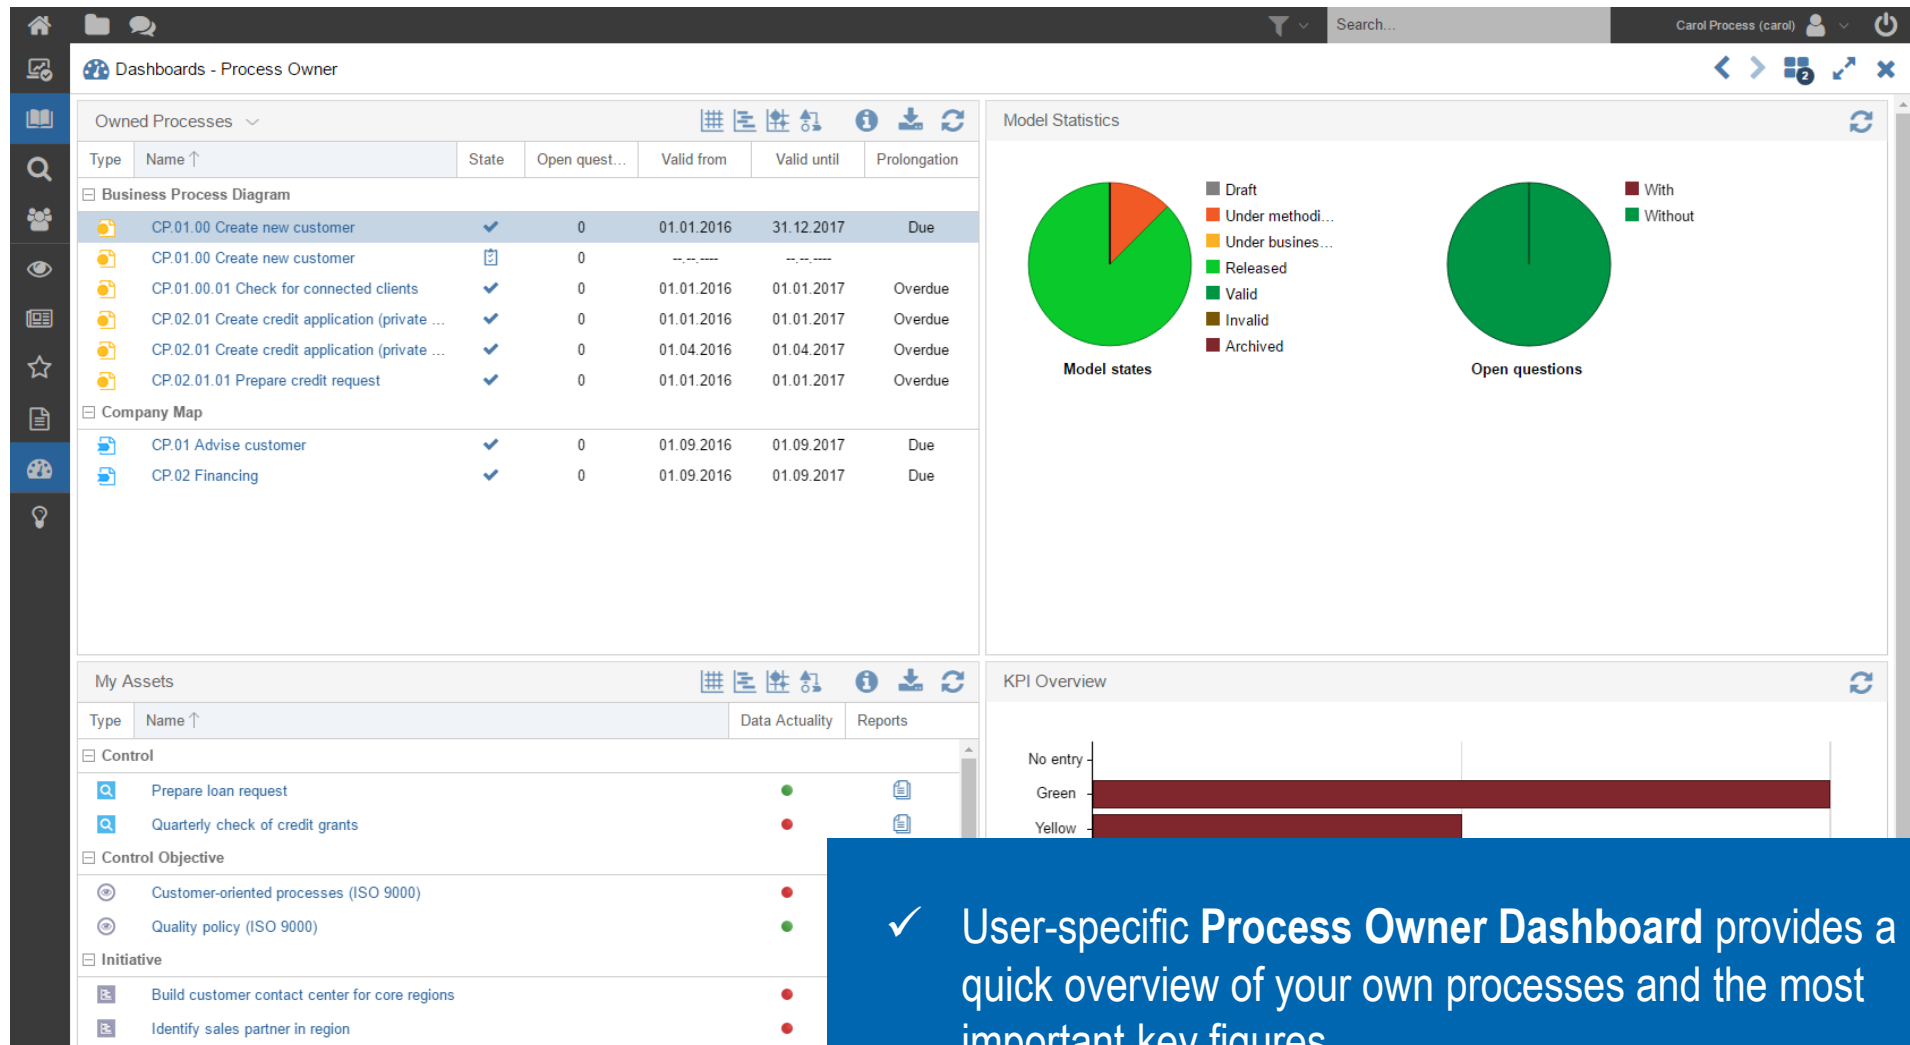 Search...
Carol Process (carol)
Dashboards - Process Owner
2
Owned Processes
Type Name State Open quest... Valid from Valid until Prolongation
Business Process Diagram
CP.01.00 Create new customer 0 01.01.2016 31.12.2017 Due
CP.01.00 Create new customer 0 --.--.---- --.--.----
CP.01.00.01 Check for connected clients 0 01.01.2016 01.01.2017 Overdue
CP.02.01 Create credit application (private ... 0 01.01.2016 01.01.2017 Overdue
CP.02.01 Create credit application (private ... 0 01.04.2016 01.04.2017 Overdue
CP.02.01.01 Prepare credit request 0 01.01.2016 01.01.2017 Overdue
Company Map
CP.01 Advise customer 0 01.09.2016 01.09.2017 Due
CP.02 Financing 0 01.09.2016 01.09.2017 Due
Model Statistics
Draft
Under methodi...
Under busines...
Released
Valid
Invalid
Archived
Model states
With
Without
Open questions
My Assets
Type Name Data Actuality Reports
Control
Prepare loan request
Quarterly check of credit grants
Control Objective
Customer-oriented processes (ISO 9000)
Quality policy (ISO 9000)
Initiative
Build customer contact center for core regions
Identify sales partner in region
KPI Overview
No entry
Green
Yellow
✓ User-specific Process Owner Dashboard provides a
quick overview of your own processes and the most
important key figures